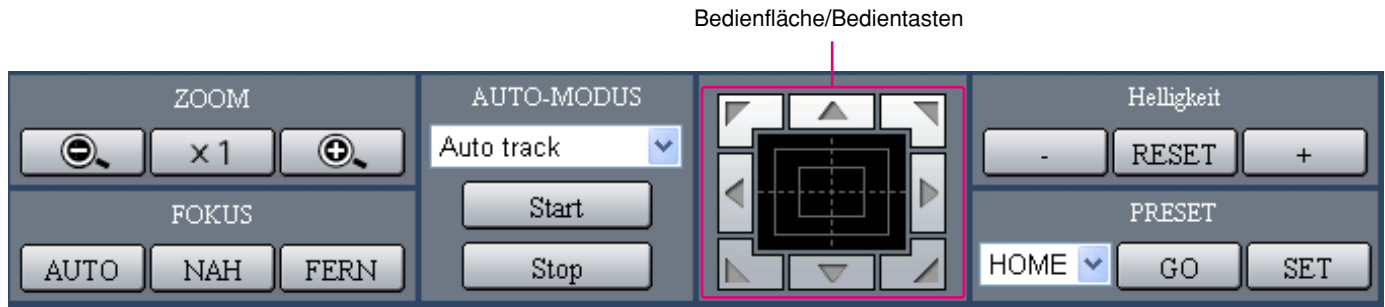 Bedienfläche/Bedientasten
ZOOM
x 1
FOKUS
AUTO NAH FERN
AUTO-MODUS
Auto track
Start
Stop
Helligkeit
- RESET +
PRESET
HOME GO SET